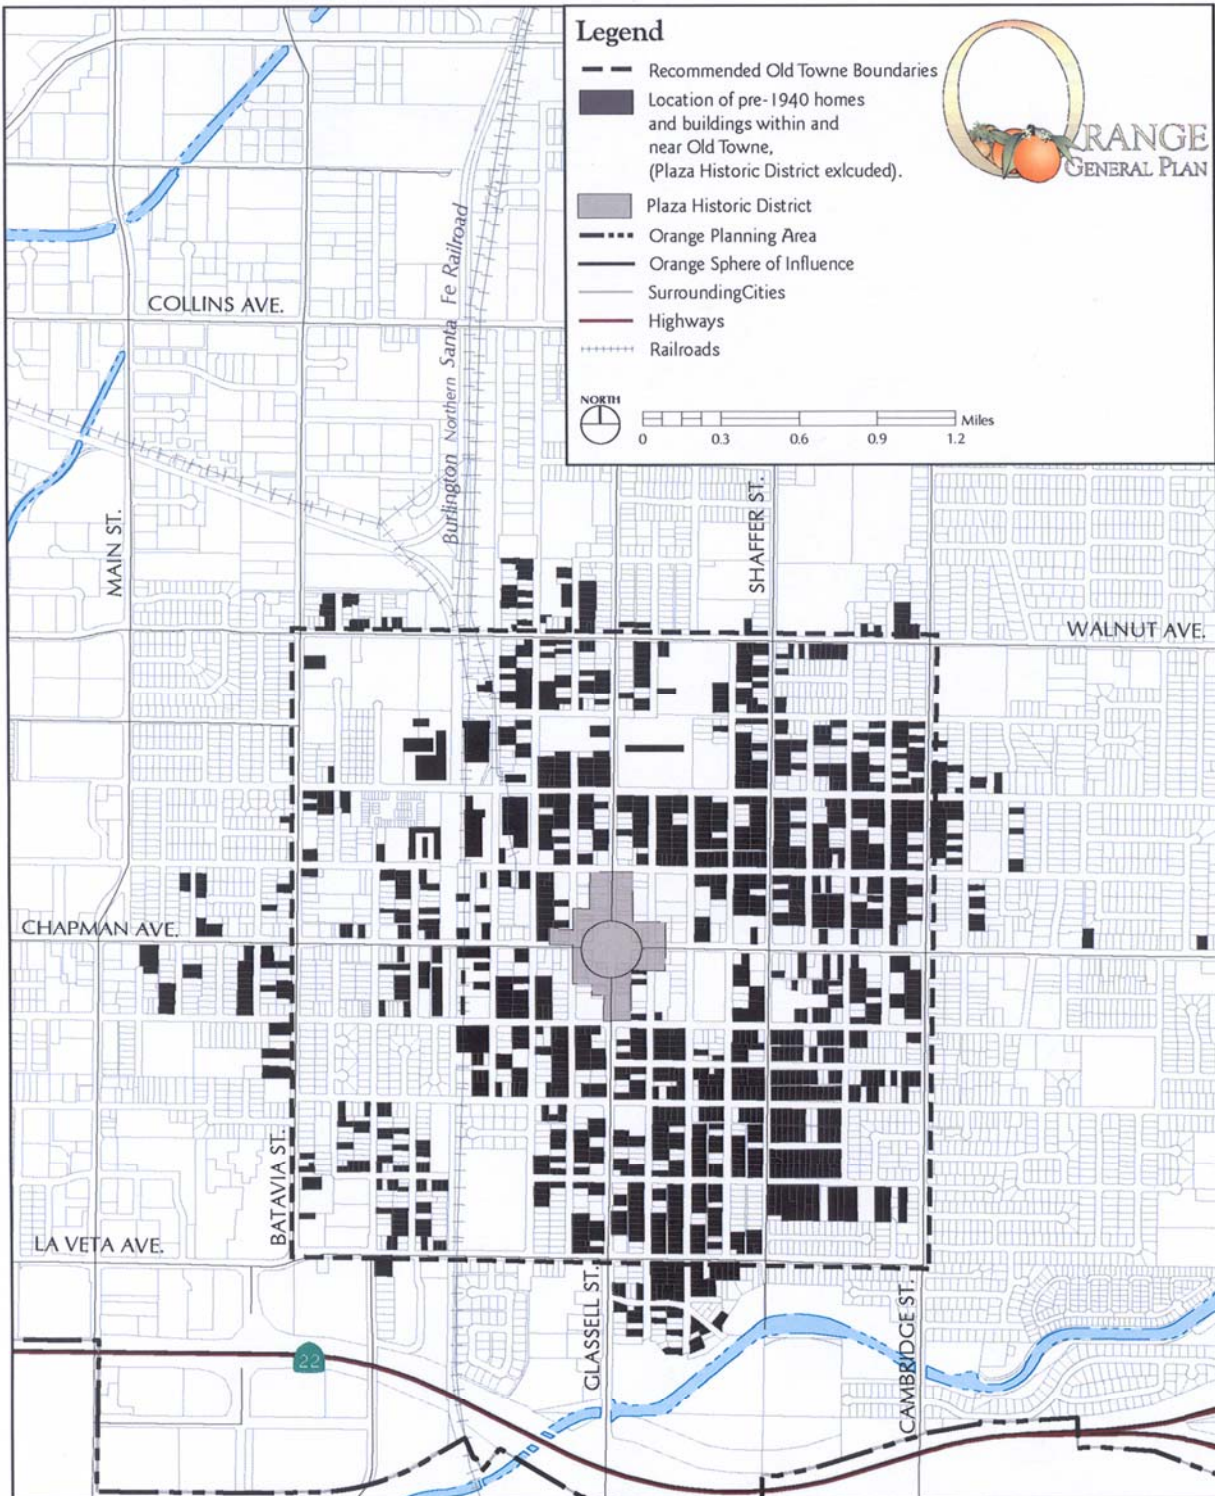 Legend
Recommended Old Towne Boundaries
Location of pre-1940 homes
and buildings within and
near Old Towne,
(Plaza Historic District exlcuded).
Plaza Historic District
Orange Planning Area
Orange Sphere of Influence
SurroundingCities
Highways
Railroads
NORTH
0 0.3 0.6 0.9 1.2 Miles
ORANGE
GENERAL PLAN
COLLINS AVE.
Burlington Northern Santa Fe Railroad
MAIN ST.
SHAFFER ST.
WALNUT AVE.
CHAPMAN AVE.
BATAVIA ST.
LA VETA AVE.
GLASSELL ST.
CAMBRIDGE ST.
22